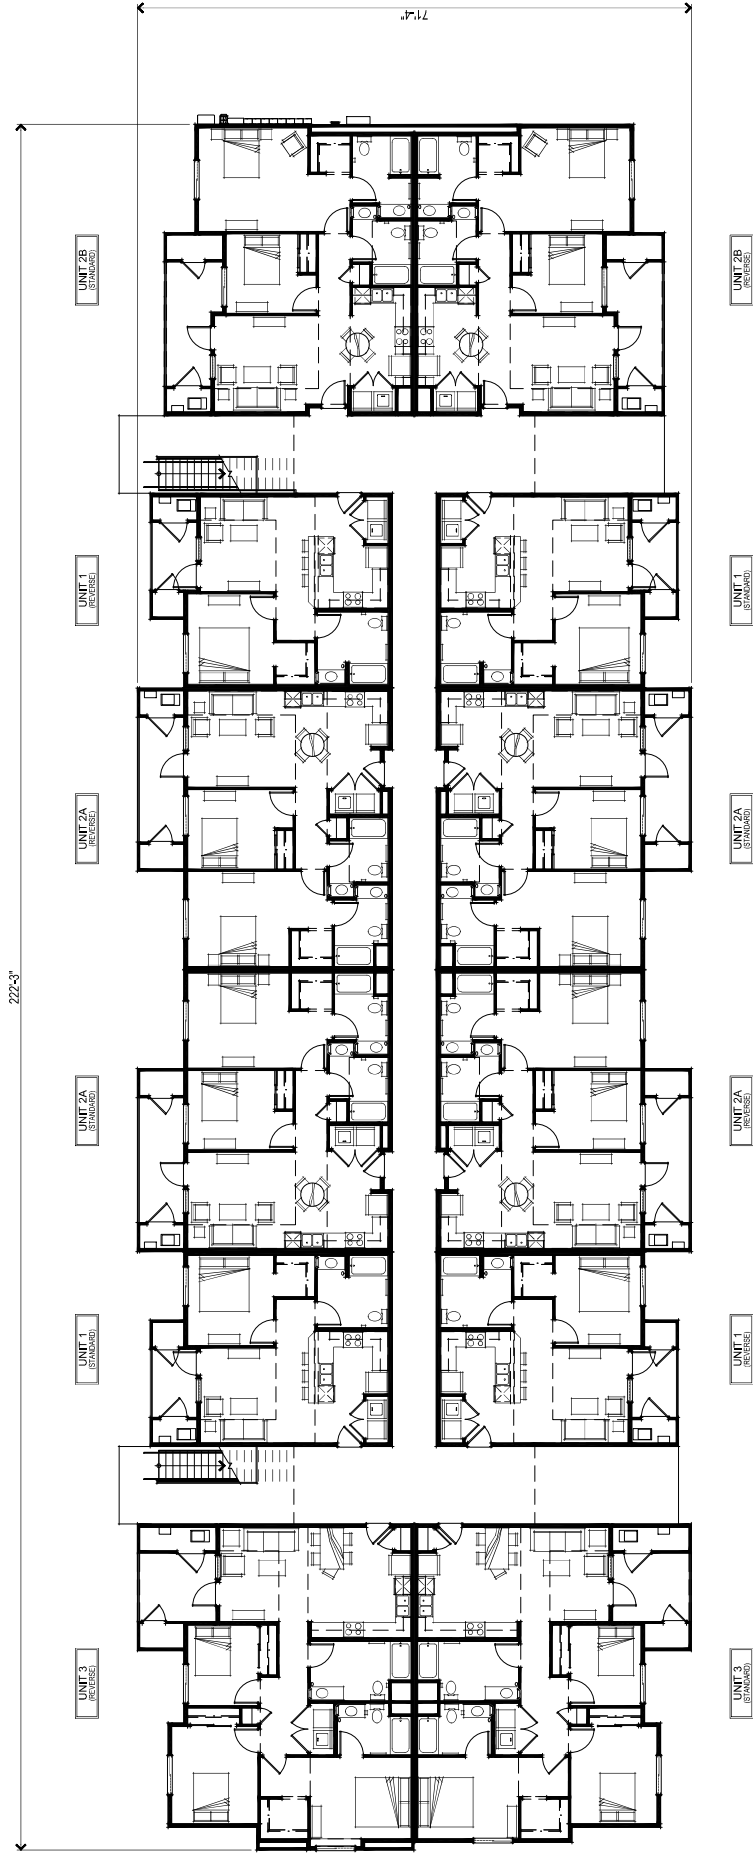 71'-4"
UNIT 2B
(STANDARD)
UNIT 2B
(REVERSE)
UNIT 1
(REVERSE)
UNIT 1
(STANDARD)
UNIT 2A
(REVERSE)
UNIT 2A
(STANDARD)
222'-3"
UNIT 2A
(STANDARD)
UNIT 2A
(REVERSE)
UNIT 1
(STANDARD)
UNIT 1
(REVERSE)
UNIT 3
(REVERSE)
UNIT 3
(STANDARD)